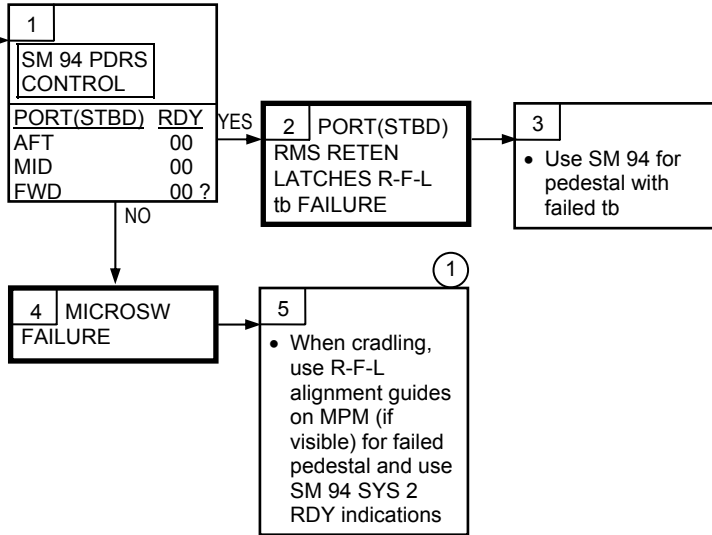 1
SM 94 PDRS
CONTROL
PORT(STBD) RDY
AFT 00
MID 00
FWD 00 ?
YES
NO
2 PORT(STBD)
RMS RETEN
LATCHES R-F-L
tb FAILURE
3
• Use SM 94 for
pedestal with
failed tb
4 MICROSW
FAILURE
1
5
• When cradling,
use R-F-L
alignment guides
on MPM (if
visible) for failed
pedestal and use
SM 94 SYS 2
RDY indications